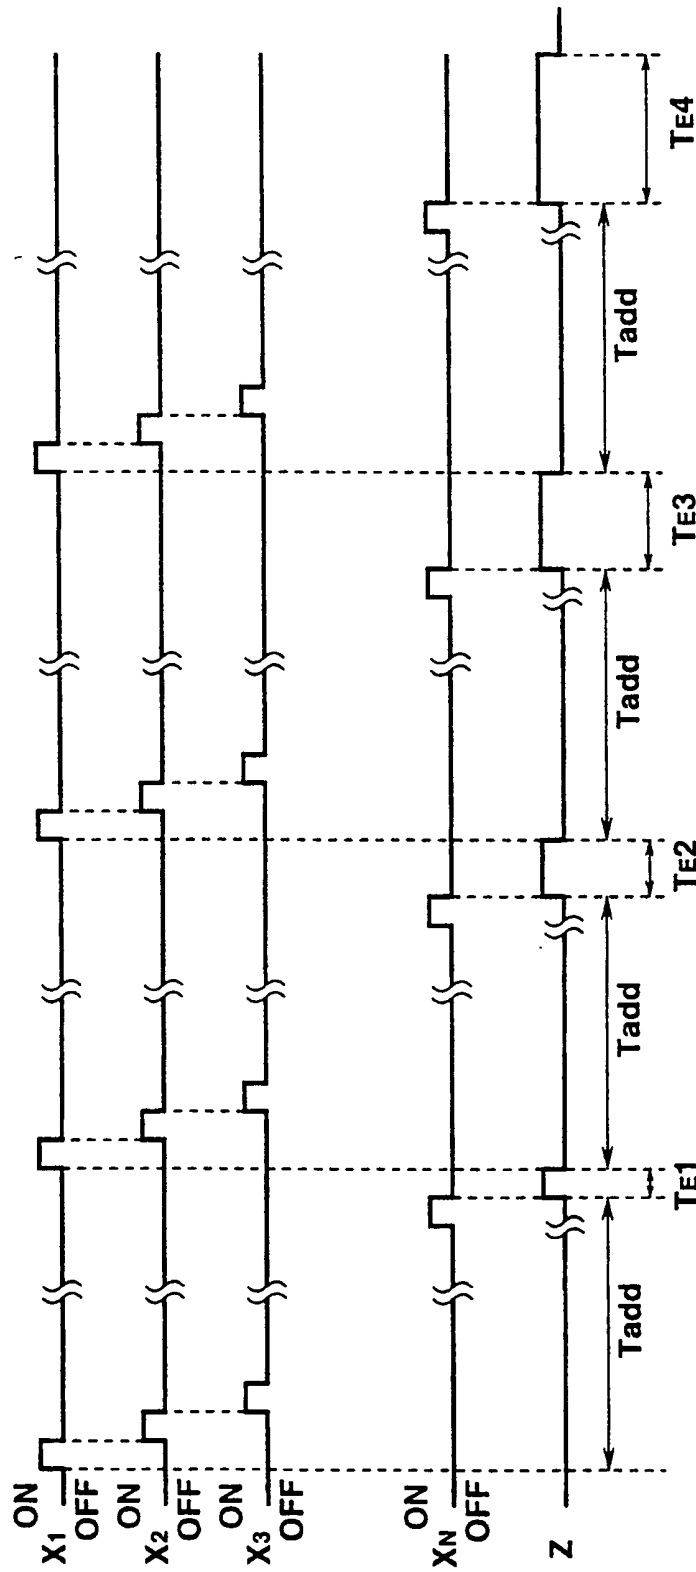 X1 ON OFF
X2 ON OFF
X3 ON OFF
XN ON OFF
Z
Tadd TE1 Tadd TE2 Tadd TE3 Tadd TE4